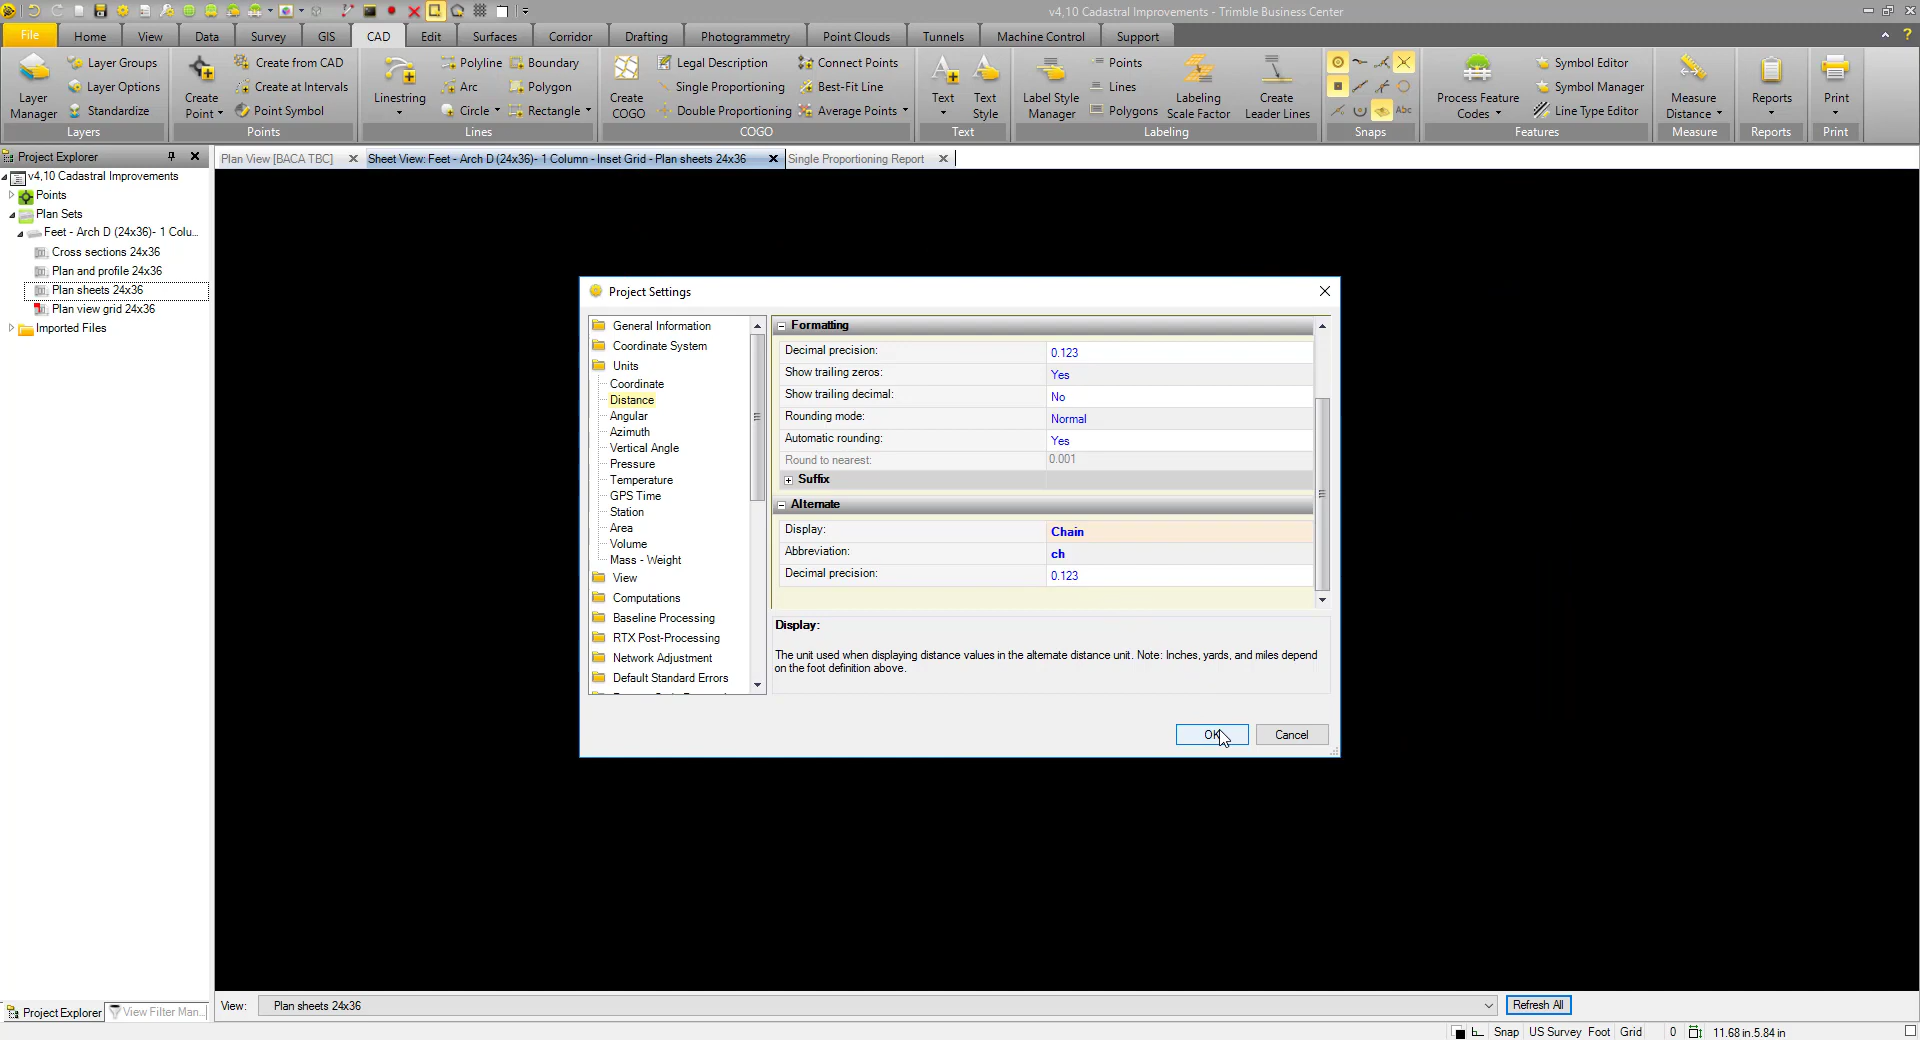 v4,10 Cadastral Improvements - Trimble Business Center
File Home View Data Survey GIS CAD Edit Surfaces Corridor Drafting Photogrammetry Point Clouds Tunnels Machine Control Support
Layer Manager
Layer Groups
Layer Options
Standardize
Layers
Create Point
Create from CAD
Create at Intervals
Point Symbol
Points
Linestring
Polyline
Boundary
Arc
Polygon
Circle
Rectangle
Lines
Create COGO
Legal Description
Connect Points
Single Proportioning
Best-Fit Line
Double Proportioning
Average Points
COGO
Text
Text Style
Text
Label Style Manager
Points
Lines
Polygons
Labeling Scale Factor
Create Leader Lines
Labeling
Abc
Snaps
Process Feature Codes
Symbol Editor
Symbol Manager
Line Type Editor
Features
Measure Distance
Measure
Reports
Reports
Print
Print
Project Explorer
v4,10 Cadastral Improvements
Points
Plan Sets
Feet - Arch D (24x36)- 1 Colu...
Cross sections 24x36
Plan and profile 24x36
Plan sheets 24x36
Plan view grid 24x36
Imported Files
Project Explorer
View Filter Man...
Plan View [BACA TBC]
Sheet View: Feet - Arch D (24x36)- 1 Column - Inset Grid - Plan sheets 24x36
Single Proportioning Report
Project Settings
General Information
Coordinate System
Units
Coordinate
Distance
Angular
Azimuth
Vertical Angle
Pressure
Temperature
GPS Time
Station
Area
Volume
Mass - Weight
View
Computations
Baseline Processing
RTX Post-Processing
Network Adjustment
Default Standard Errors
Formatting
Decimal precision: 0.123
Show trailing zeros: Yes
Show trailing decimal: No
Rounding mode: Normal
Automatic rounding: Yes
Round to nearest: 0.001
Suffix
Alternate
Display: Chain
Abbreviation: ch
Decimal precision: 0.123
Display:
The unit used when displaying distance values in the alternate distance unit. Note: Inches, yards, and miles depend
on the foot definition above.
OK
Cancel
View: Plan sheets 24x36
Refresh All
Snap US Survey Foot Grid 0 11.68 in.5.84 in